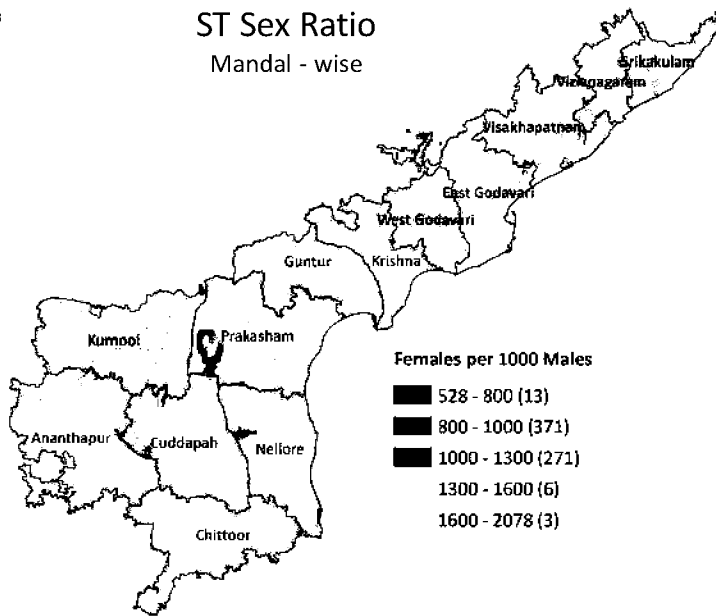 ST Sex Ratio
Mandal - wise
Srikakulam
Vizianagaram
Visakhapatnam
East Godavari
West Godavari
Krishna
Guntur
Prakasham
Kurnool
Ananthapur
Cuddapah
Nellore
Chittoor
Females per 1000 Males
528 - 800 (13)
800 - 1000 (371)
1000 - 1300 (271)
1300 - 1600 (6)
1600 - 2078 (3)